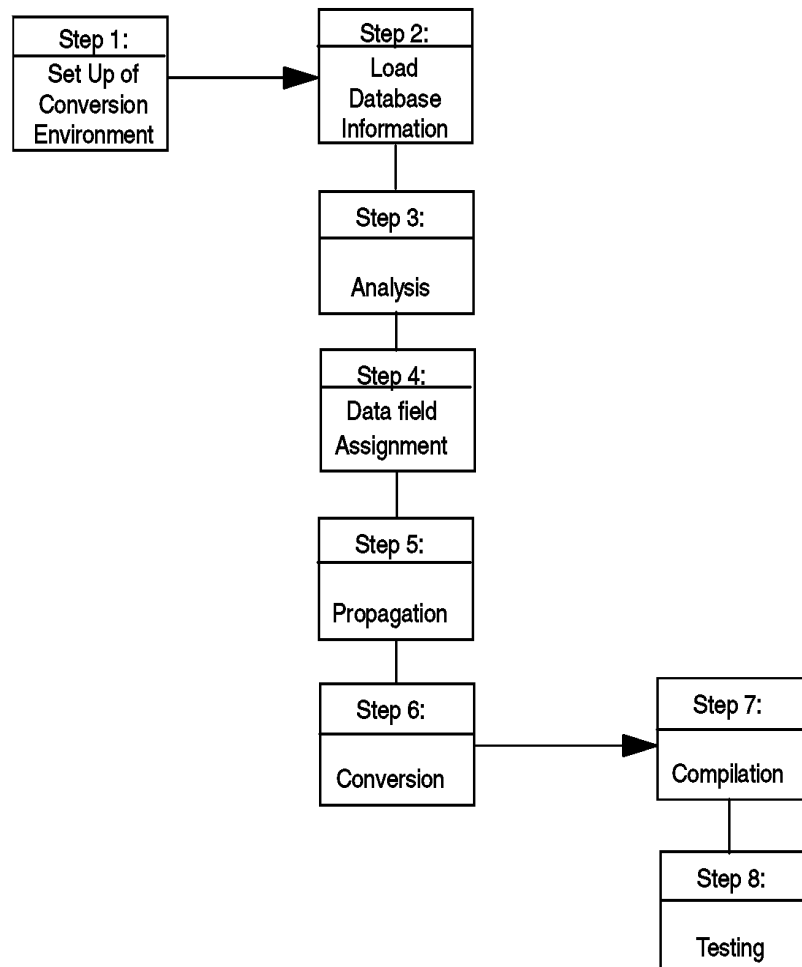 Step 1:
Set Up of
Conversion
Environment
Step 2:
Load
Database
Information
Step 3:
Analysis
Step 4:
Data field
Assignment
Step 5:
Propagation
Step 6:
Conversion
Step 7:
Compilation
Step 8:
Testing